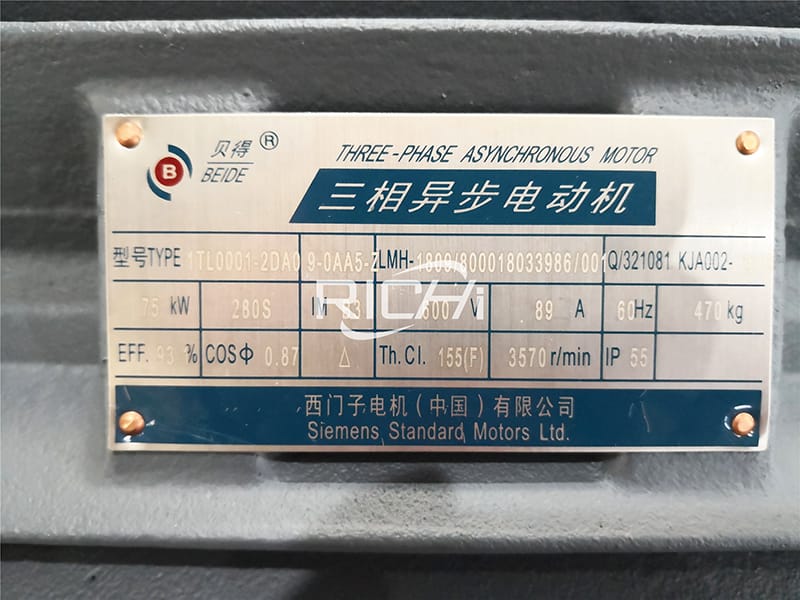 贝得 ®
B BEIDE
THREE-PHASE ASYNCHRONOUS MOTOR
三相异步电动机
型号TYPE 1TL0001-2DA0 9-0AA5-Z LMH-1809/800018033986/001 Q/321081 KJA002-
75 kW 280S IM 600 V 89 A 60Hz 470 kg
RICHI
EFF. 93 % COSΦ 0.87 △ Th.Cl. 155(F) 3570 r/min IP 55
西门子电机(中国)有限公司
Siemens Standard Motors Ltd.